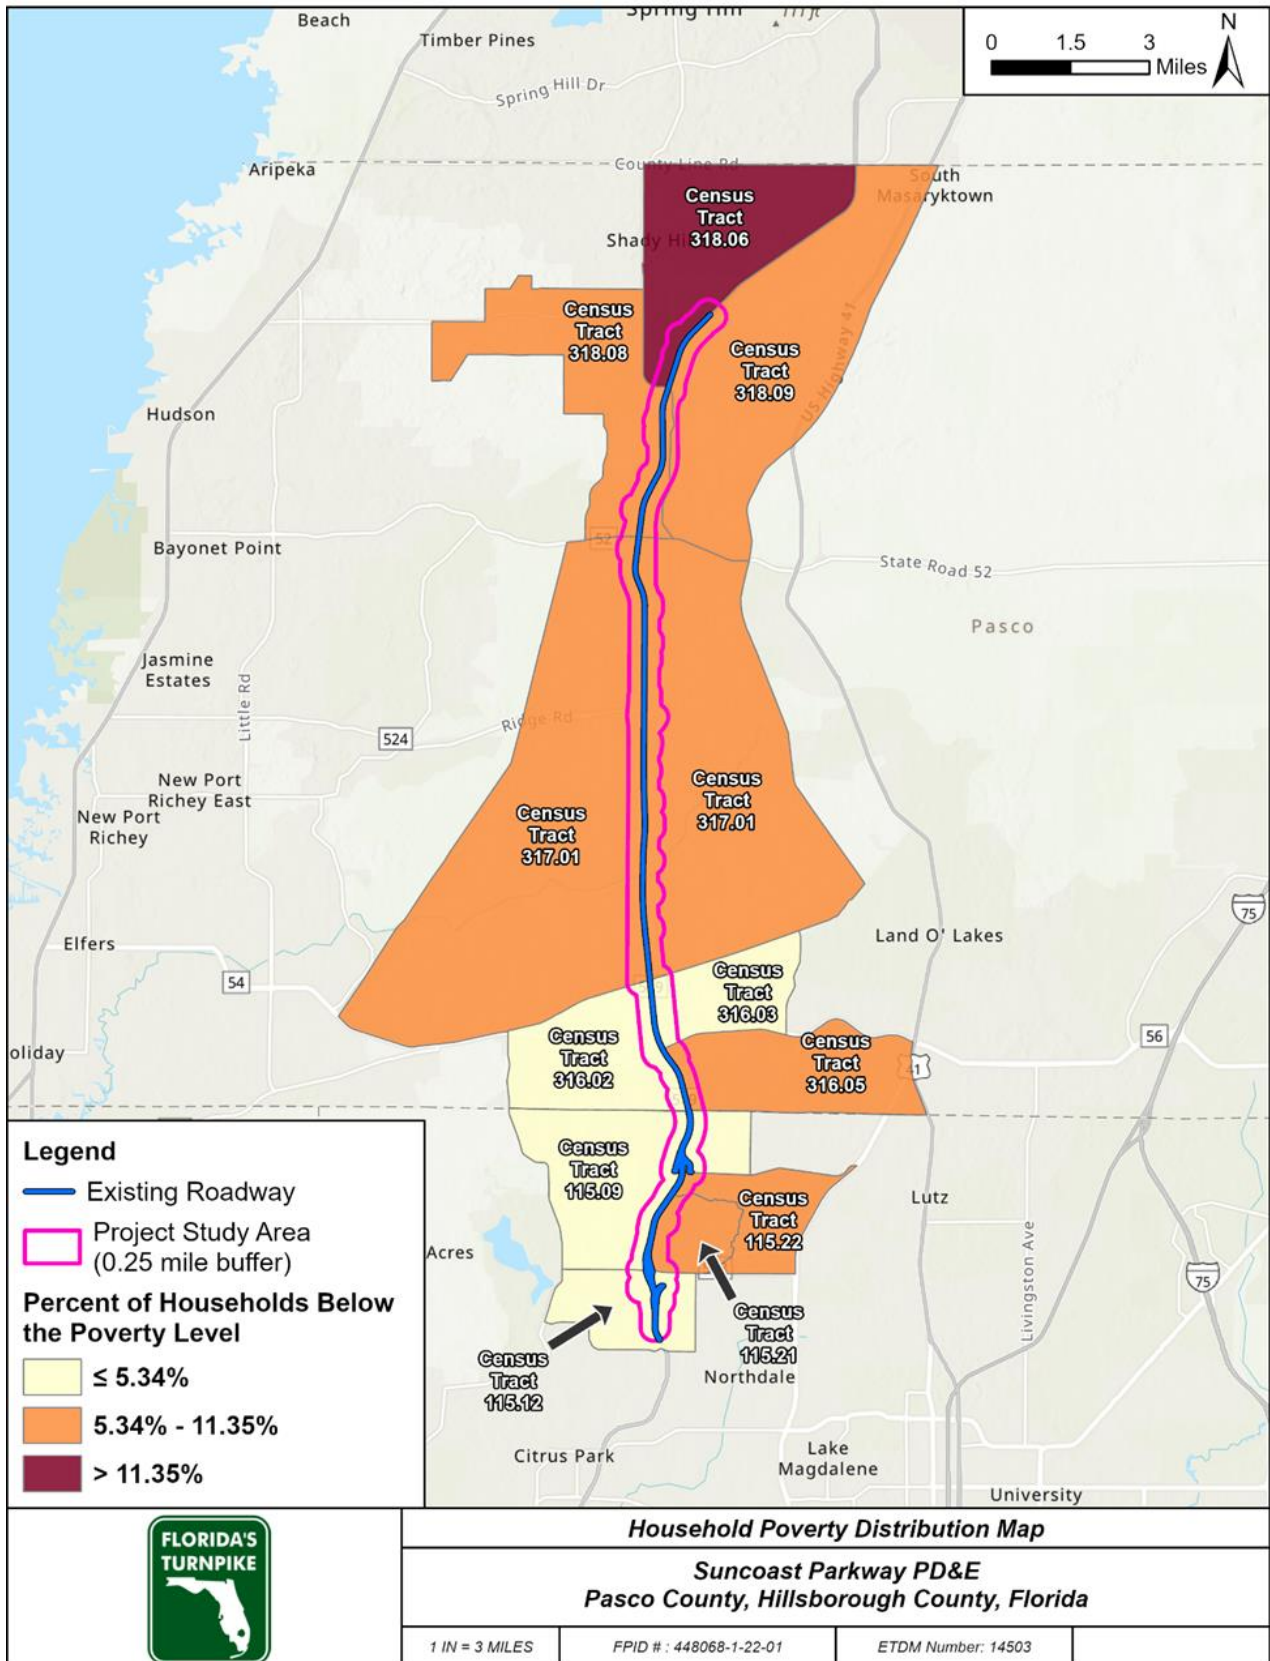 Beach
Spring Hill
Timber Pines
Spring Hill Dr
N
0 1.5 3
Miles
Aripeka
County Line Rd
South
Masaryktown
Census
Tract
318.06
Census
Tract
318.08
Census
Tract
318.09
US Highway 41
Hudson
Bayonet Point
52
State Road 52
Pasco
Jasmine
Estates
Little Rd
524
Ridge Rd
New Port
Richey East
New Port
Richey
Census
Tract
317.01
Census
Tract
317.01
75
Elfers
Land O' Lakes
54
Census
Tract
316.03
Census
Tract
316.02
Census
Tract
316.05
41
56
oliday
Census
Tract
115.09
Census
Tract
115.22
Lutz
Livingston Ave
Acres
75
Census
Tract
115.21
Census
Tract
115.12
Northdale
Citrus Park
Lake
Magdalene
University
Legend
Existing Roadway
Project Study Area
(0.25 mile buffer)
Percent of Households Below
the Poverty Level
≤ 5.34%
5.34% - 11.35%
> 11.35%
FLORIDA'S
TURNPIKE
Household Poverty Distribution Map
Suncoast Parkway PD&E
Pasco County, Hillsborough County, Florida
1 IN = 3 MILES
FPID # : 448068-1-22-01
ETDM Number: 14503